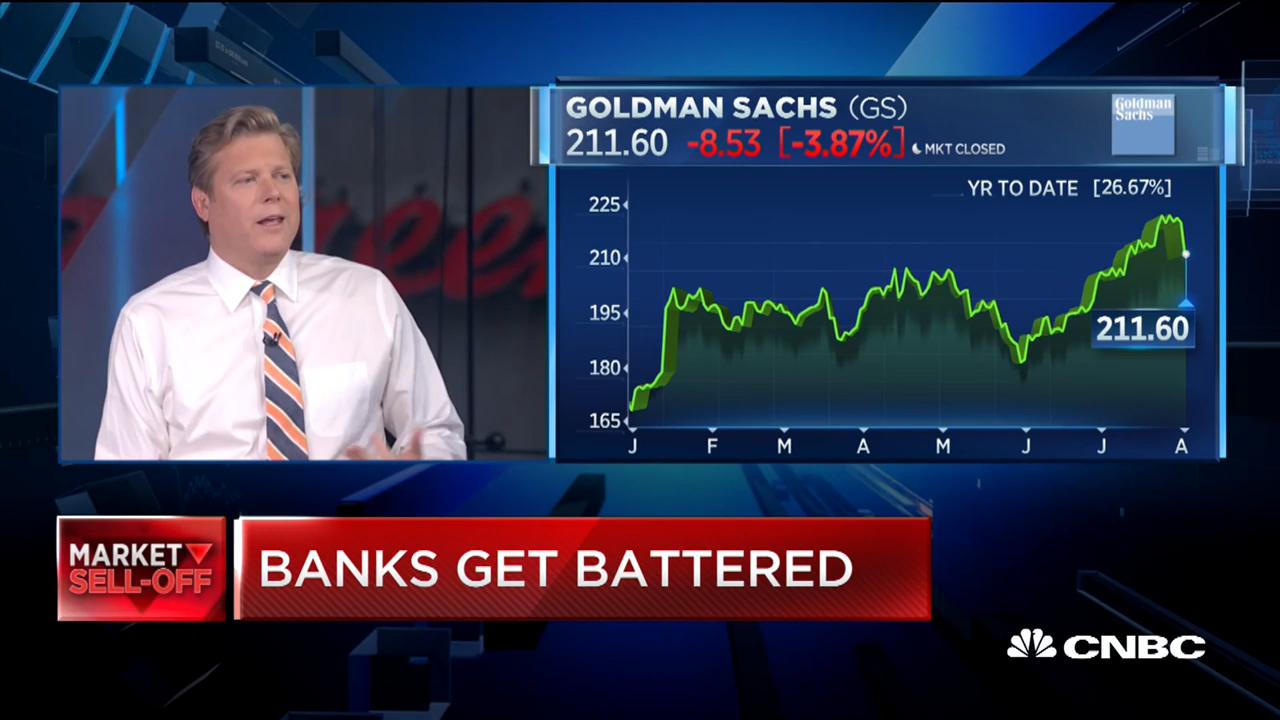 GOLDMAN SACHS (GS)
211.60 -8.53 [-3.87%] MKT CLOSED
Goldman
Sachs
YR TO DATE [26.67%]
225
210
195
180
165
211.60
J F M A M J J A
MARKET
SELL-OFF
BANKS GET BATTERED
CNBC